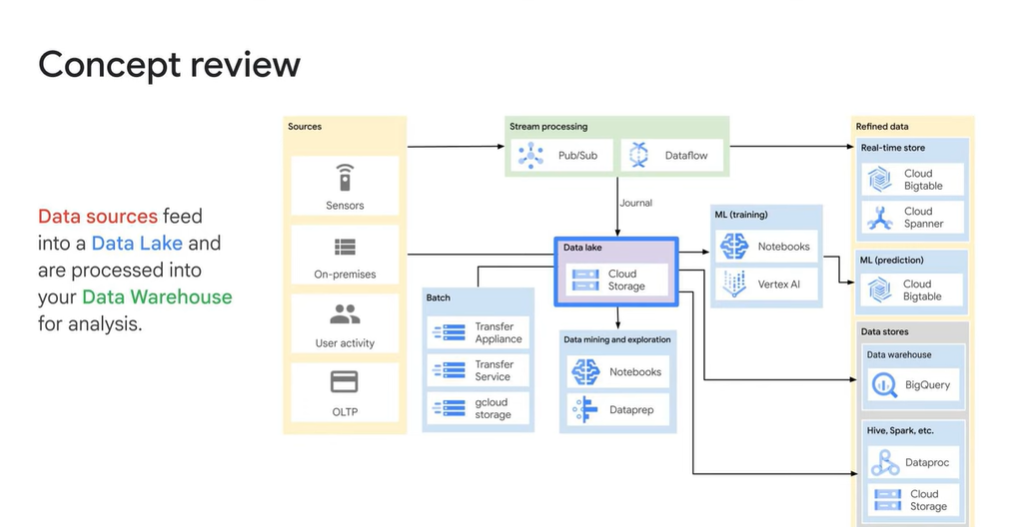 Concept review
Data sources feed
into a Data Lake and
are processed into
your Data Warehouse
for analysis.
Sources
Sensors
On-premises
User activity
OLTP
Stream processing
Pub/Sub
Dataflow
Journal
Data lake
Cloud
Storage
Batch
Transfer
Appliance
Transfer
Service
gcloud
storage
Data mining and exploration
Notebooks
Dataprep
ML (training)
Notebooks
Vertex AI
Refined data
Real-time store
Cloud
Bigtable
Cloud
Spanner
ML (prediction)
Cloud
Bigtable
Data stores
Data warehouse
BigQuery
Hive, Spark, etc.
Dataproc
Cloud
Storage